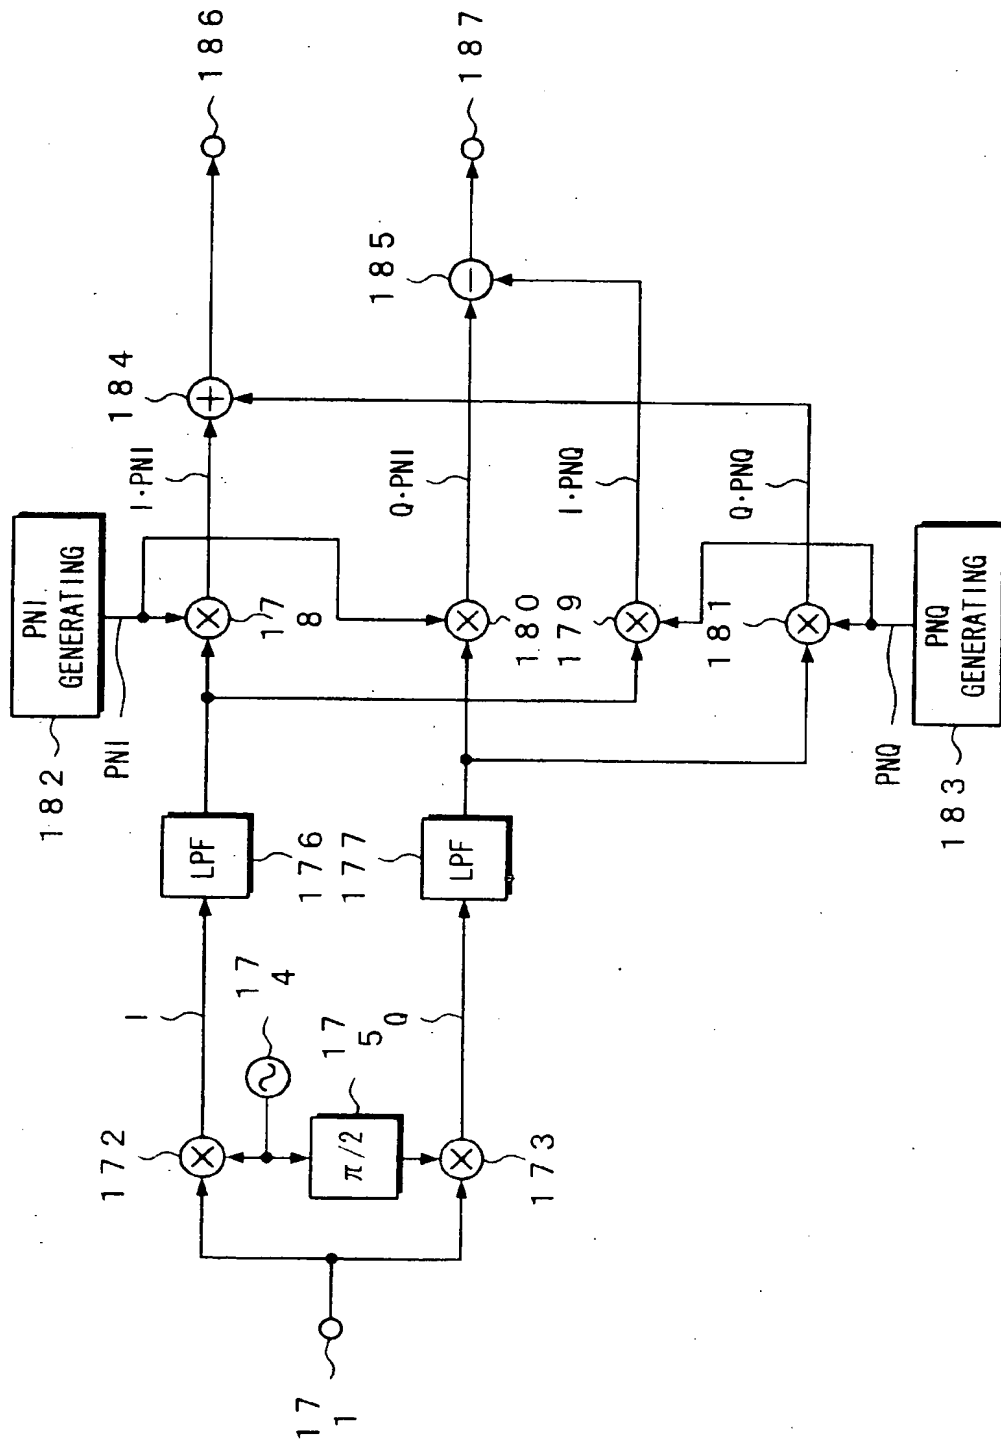 171
172
173
174
π/2
175
I
Q
LPF
176
LPF
177
182
PNI
GENERATING
PNI
178
180
179
181
PNQ
GENERATING
PNQ
183
I·PNI
Q·PNI
I·PNQ
Q·PNQ
184
+
185
−
186
187